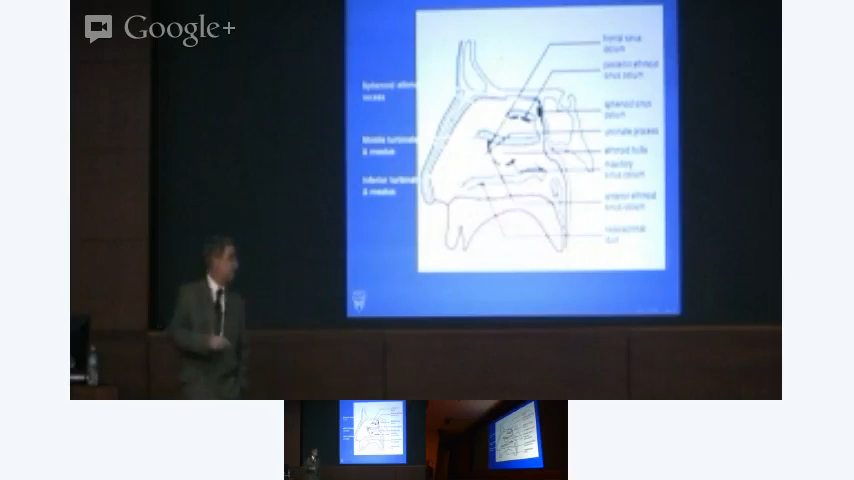 Google+
frontal sinus
ostium
posterior ethmoid
sinus ostium
Sphenoid ethm
recess
sphenoid sinus
ostium
uncinate process
Middle turbinate
& meatus
ethmoid bulla
maxillary
sinus ostium
Inferior turbinate
& meatus
anterior ethmoid
sinus ostium
nasolacrimal
duct